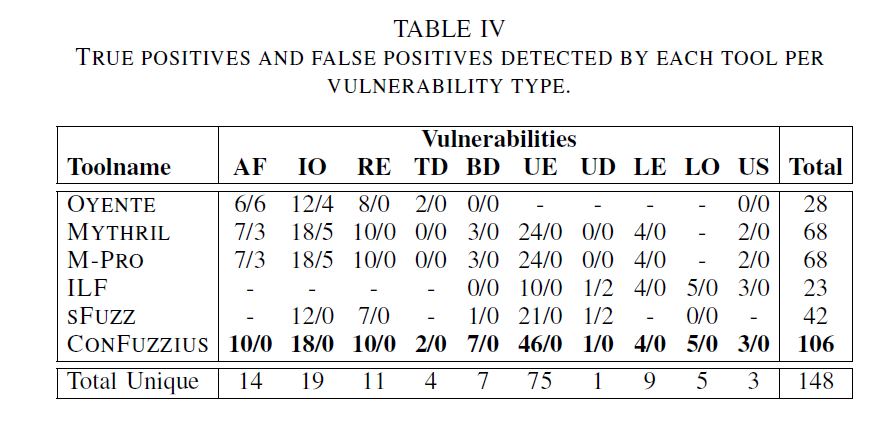 TABLE IV
TRUE POSITIVES AND FALSE POSITIVES DETECTED BY EACH TOOL PER
VULNERABILITY TYPE.
Vulnerabilities
Toolname AF IO RE TD BD UE UD LE LO US Total
OYENTE 6/6 12/4 8/0 2/0 0/0 - - - - 0/0 28
MYTHRIL 7/3 18/5 10/0 0/0 3/0 24/0 0/0 4/0 - 2/0 68
M-PRO 7/3 18/5 10/0 0/0 3/0 24/0 0/0 4/0 - 2/0 68
ILF - - - - 0/0 10/0 1/2 4/0 5/0 3/0 23
SFUZZ - 12/0 7/0 - 1/0 21/0 1/2 - 0/0 - 42
CONFUZZIUS 10/0 18/0 10/0 2/0 7/0 46/0 1/0 4/0 5/0 3/0 106
Total Unique 14 19 11 4 7 75 1 9 5 3 148